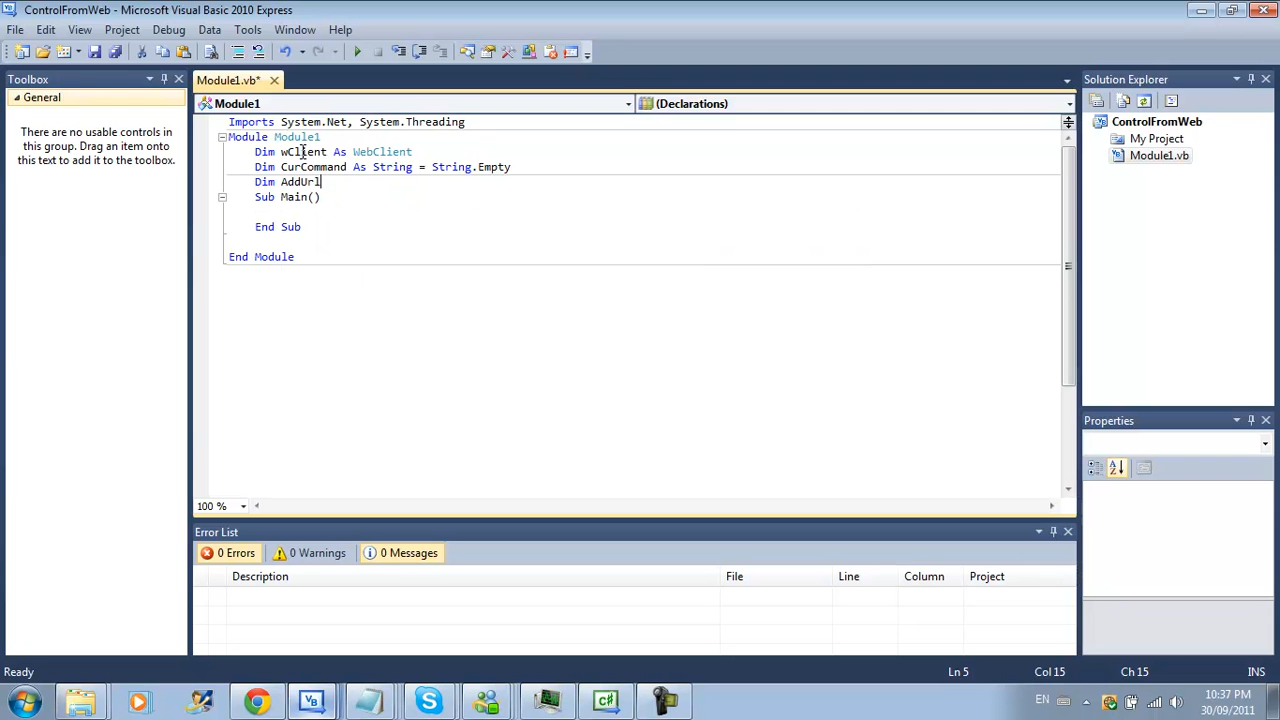 ControlFromWeb - Microsoft Visual Basic 2010 Express
File Edit View Project Debug Data Tools Window Help
Toolbox
General
There are no usable controls in
this group. Drag an item onto
this text to add it to the toolbox.
Module1.vb*
Module1
(Declarations)
Imports System.Net, System.Threading
Module Module1
Dim wClient As WebClient
Dim CurCommand As String = String.Empty
Dim AddUrl
Sub Main()
End Sub
End Module
100 %
Error List
0 Errors 0 Warnings 0 Messages
Description File Line Column Project
Solution Explorer
ControlFromWeb
My Project
Module1.vb
Properties
Ready
Ln 5 Col 15 Ch 15 INS
EN
10:37 PM
30/09/2011